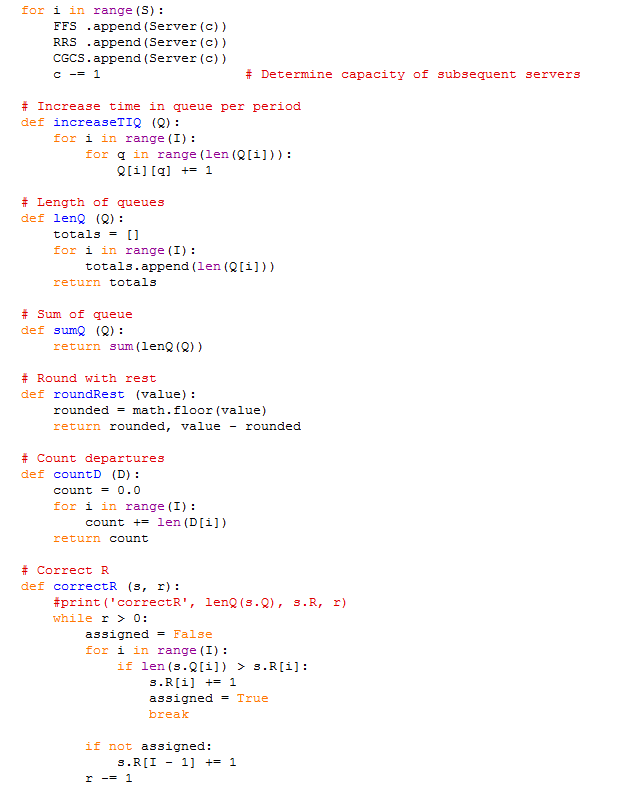 for i in range(S):
    FFS .append(Server(c))
    RRS .append(Server(c))
    CGCS.append(Server(c))
    c -= 1                  # Determine capacity of subsequent servers

# Increase time in queue per period
def increaseTIQ (Q):
    for i in range(I):
        for q in range(len(Q[i])):
            Q[i][q] += 1

# Length of queues
def lenQ (Q):
    totals = []
    for i in range(I):
        totals.append(len(Q[i]))
    return totals

# Sum of queue
def sumQ (Q):
    return sum(lenQ(Q))

# Round with rest
def roundRest (value):
    rounded = math.floor(value)
    return rounded, value - rounded

# Count departures
def countD (D):
    count = 0.0
    for i in range(I):
        count += len(D[i])
    return count

# Correct R
def correctR (s, r):
    #print('correctR', lenQ(s.Q), s.R, r)
    while r > 0:
        assigned = False
        for i in range(I):
            if len(s.Q[i]) > s.R[i]:
                s.R[i] += 1
                assigned = True
                break

        if not assigned:
            s.R[I - 1] += 1
        r -= 1